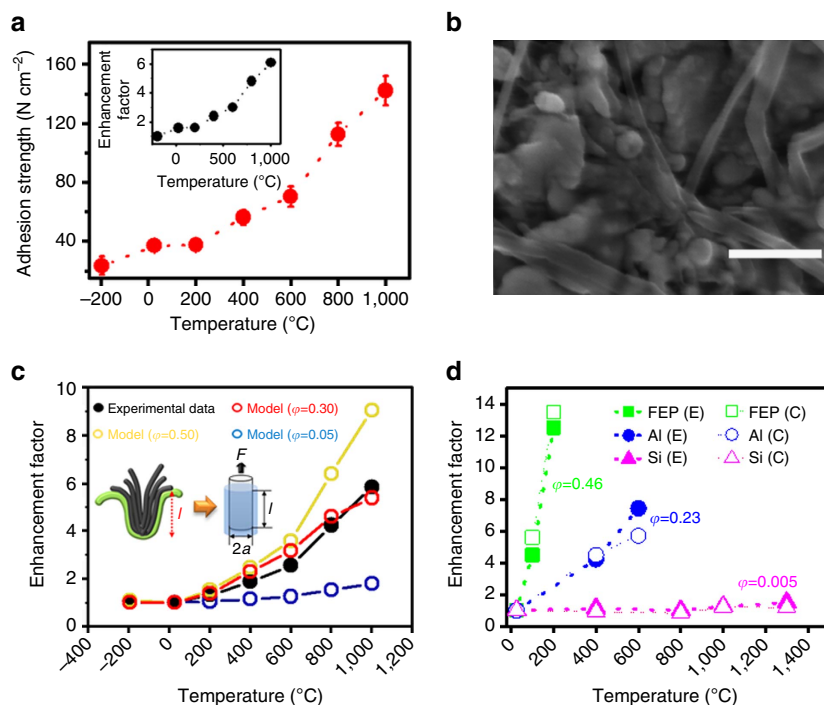 a
Adhesion strength (N cm−2)
160
120
80
40
−200 0 200 400 600 800 1,000
Temperature (°C)
Enhancement
factor
6
4
2
0 500 1,000
Temperature (°C)
b
c
Enhancement factor
10
8
6
4
2
0
Experimental data
Model (φ=0.30)
Model (φ=0.50)
Model (φ=0.05)
l
F
l
2a
−400
−200
0
200
400
600
800
1,000
1,200
Temperature (°C)
d
Enhancement factor
14
12
10
8
6
4
2
0
FEP (E) FEP (C)
Al (E) Al (C)
Si (E) Si (C)
φ=0.46
φ=0.23
φ=0.005
0
200
400
600
800
1,000
1,200
1,400
Temperature (°C)